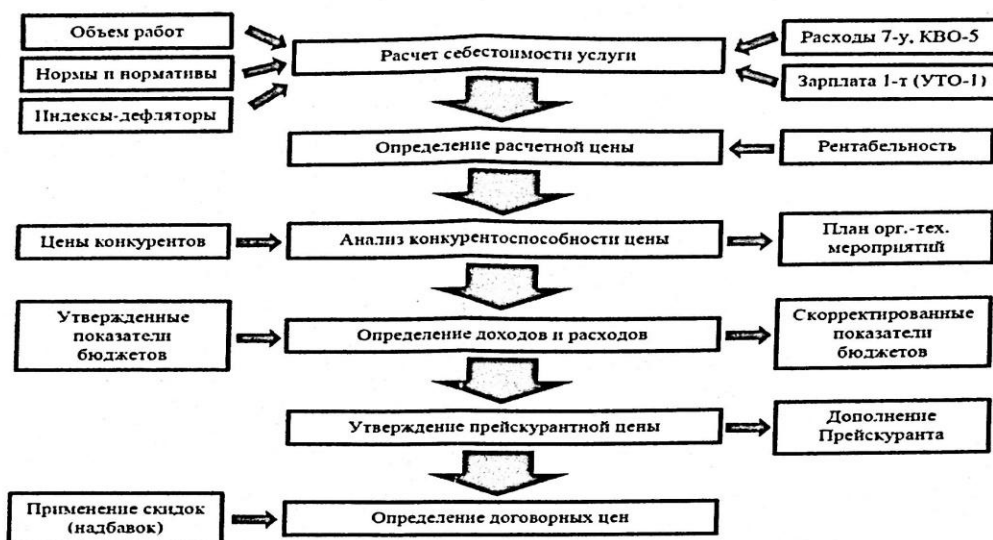 Объем работ
Нормы и нормативы
Индексы-дефляторы
Расчет себестоимости услуги
Расходы 7-у, КВО-5
Зарплата 1-т (УТО-1)
Определение расчетной цены
Рентабельность
Цены конкурентов
Анализ конкурентоспособности цены
План орг.-тех.
мероприятий
Утвержденные
показатели
бюджетов
Определение доходов и расходов
Скорректированные
показатели
бюджетов
Утверждение прейскурантной цены
Дополнение
Прейскуранта
Применение скидок
(надбавок)
Определение договорных цен